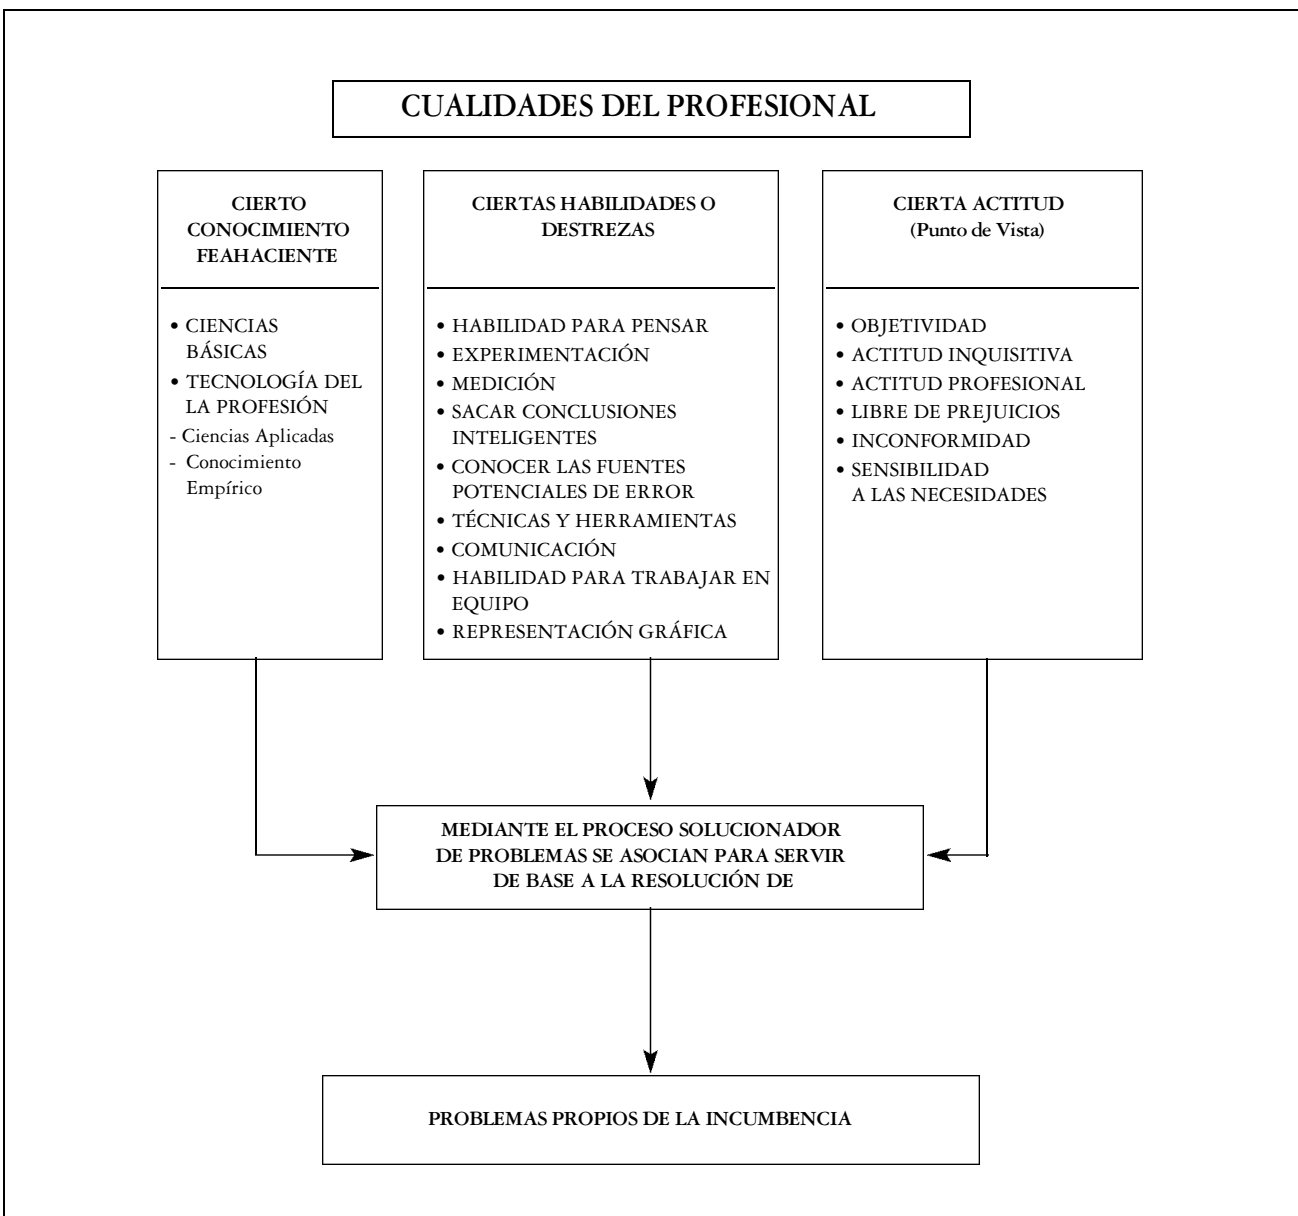 CUALIDADES DEL PROFESIONAL
CIERTO
CONOCIMIENTO
FEAHACIENTE
• CIENCIAS
BÁSICAS
• TECNOLOGÍA DEL
LA PROFESIÓN
- Ciencias Aplicadas
- Conocimiento
Empírico
CIERTAS HABILIDADES O
DESTREZAS
• HABILIDAD PARA PENSAR
• EXPERIMENTACIÓN
• MEDICIÓN
• SACAR CONCLUSIONES
INTELIGENTES
• CONOCER LAS FUENTES
POTENCIALES DE ERROR
• TÉCNICAS Y HERRAMIENTAS
• COMUNICACIÓN
• HABILIDAD PARA TRABAJAR EN
EQUIPO
• REPRESENTACIÓN GRÁFICA
CIERTA ACTITUD
(Punto de Vista)
• OBJETIVIDAD
• ACTITUD INQUISITIVA
• ACTITUD PROFESIONAL
• LIBRE DE PREJUICIOS
• INCONFORMIDAD
• SENSIBILIDAD
A LAS NECESIDADES
MEDIANTE EL PROCESO SOLUCIONADOR
DE PROBLEMAS SE ASOCIAN PARA SERVIR
DE BASE A LA RESOLUCIÓN DE
PROBLEMAS PROPIOS DE LA INCUMBENCIA